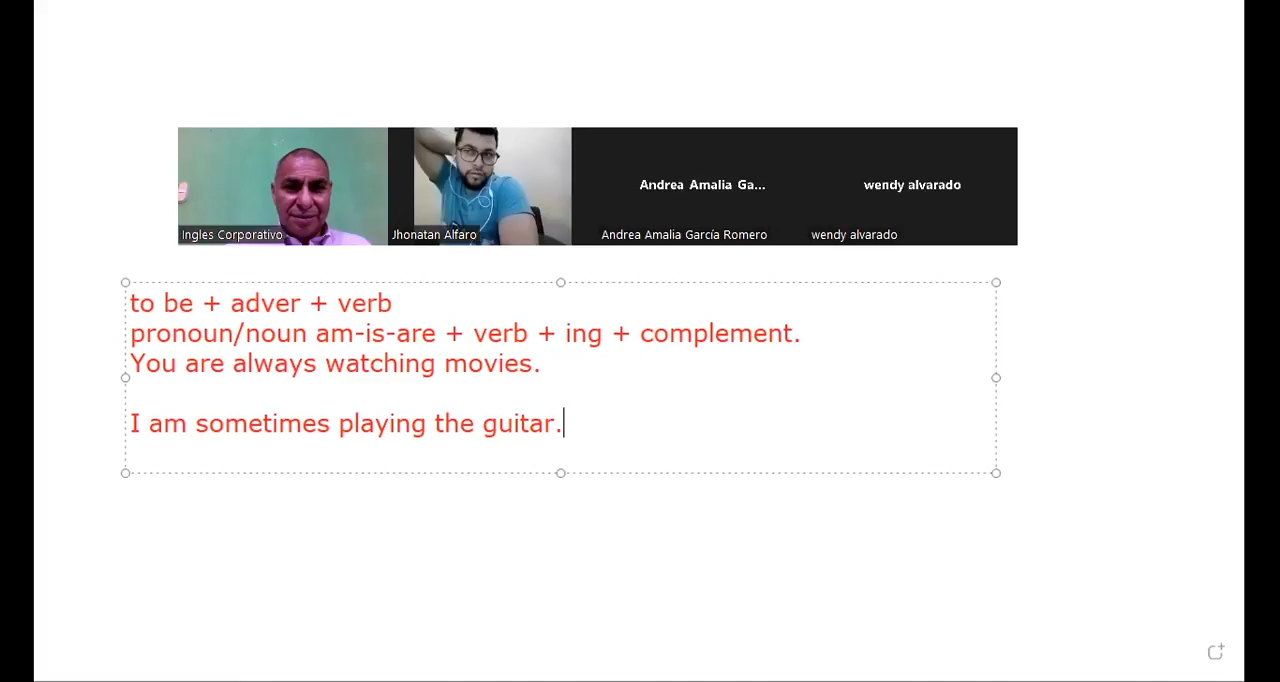 Andrea Amalia Ga...
wendy alvarado
Ingles Corporativo
Jhonatan Alfaro
Andrea Amalia García Romero
wendy alvarado
to be + adver + verb
pronoun/noun am-is-are + verb + ing + complement.
You are always watching movies.
I am sometimes playing the guitar.